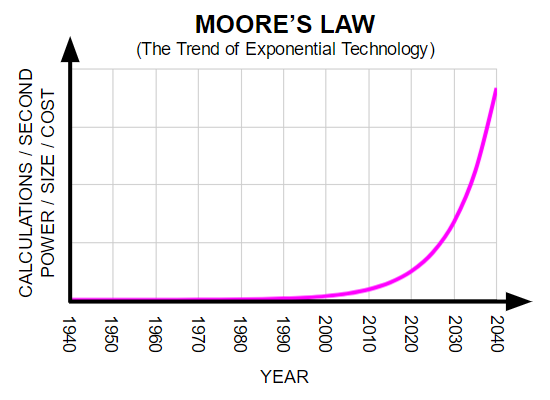 MOORE’S LAW
(The Trend of Exponential Technology)
CALCULATIONS / SECOND
POWER / SIZE / COST
1940
1950
1960
1970
1980
1990
2000
2010
2020
2030
2040
YEAR